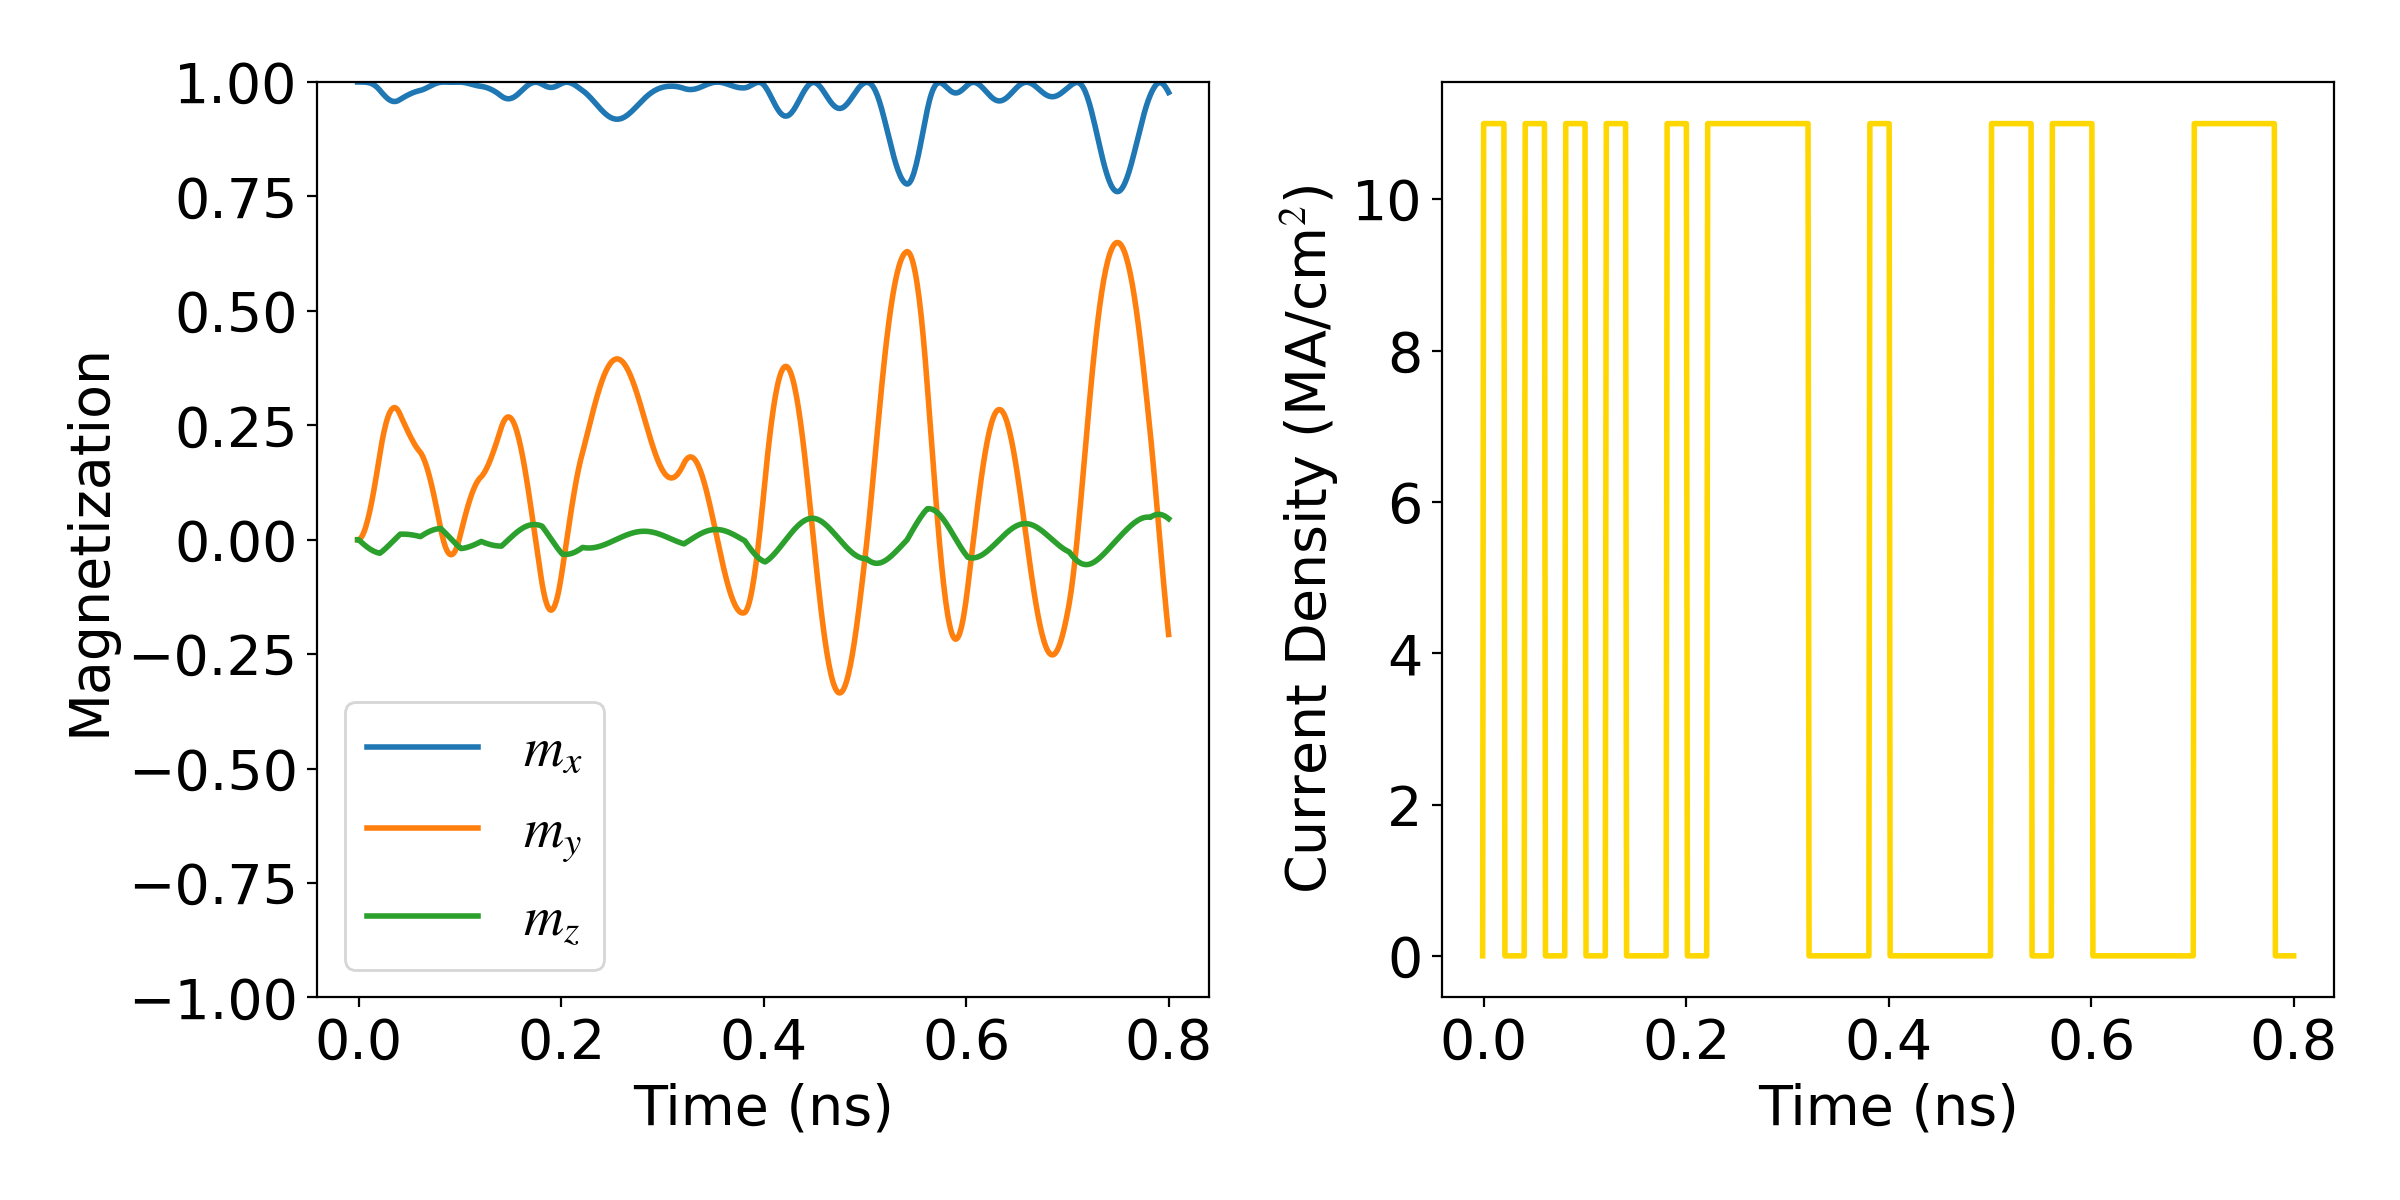 1.00
0.75
0.50
0.25
0.00
−0.25
−0.50
−0.75
−1.00
Magnetization
m_x
m_y
m_z
0.0 0.2 0.4 0.6 0.8
Time (ns)
10
8
6
4
2
0
Current Density (MA/cm²)
0.0 0.2 0.4 0.6 0.8
Time (ns)